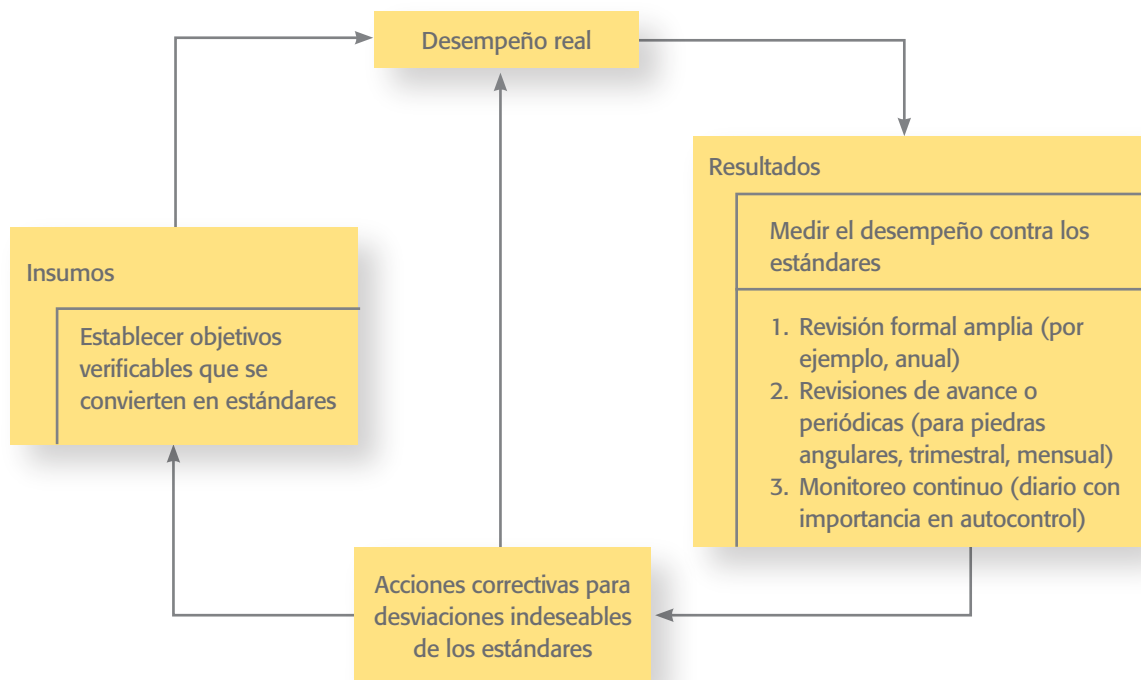 Desempeño real
Resultados
Medir el desempeño contra los
estándares
1. Revisión formal amplia (por
ejemplo, anual)
2. Revisiones de avance o
periódicas (para piedras
angulares, trimestral, mensual)
3. Monitoreo continuo (diario con
importancia en autocontrol)
Insumos
Establecer objetivos
verificables que se
convierten en estándares
Acciones correctivas para
desviaciones indeseables
de los estándares